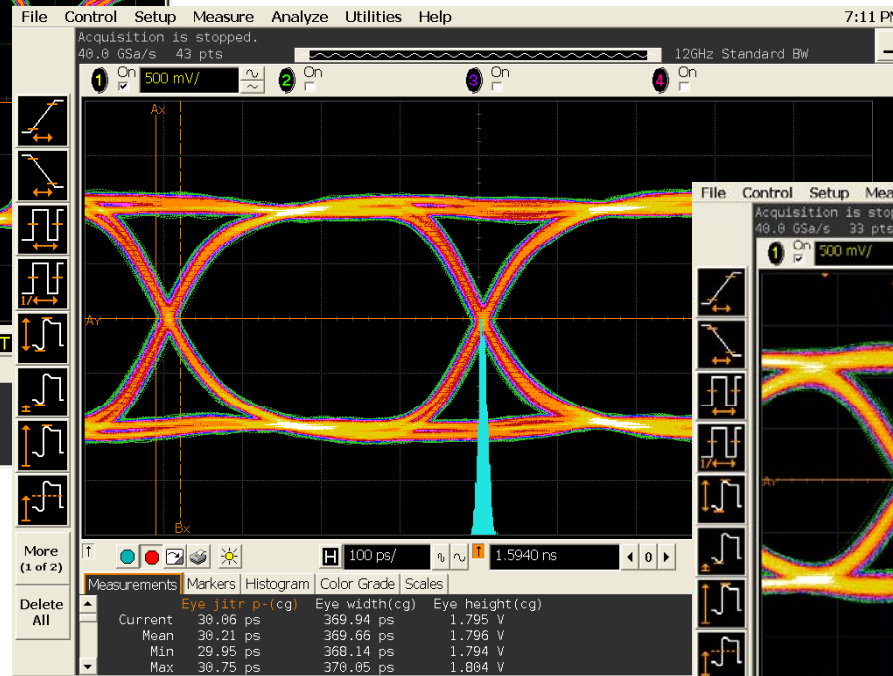 File Control Setup Measure Analyze Utilities Help
7:11 PM
Acquisition is stopped.
40.0 GSa/s 43 pts
12GHz Standard BW
1 On 500 mV/
2 On
3 On
4 On
Ax
Ay
Bx
More
(1 of 2)
Delete
All
H 100 ps/
1.5940 ns
0
Measurements Markers Histogram Color Grade Scales
Eye jitr p-(cg) Eye width(cg) Eye height(cg)
Current 30.06 ps 369.94 ps 1.795 V
Mean 30.21 ps 369.66 ps 1.796 V
Min 29.95 ps 368.14 ps 1.794 V
Max 30.75 ps 370.05 ps 1.804 V
T
File Control Setup Mea
Acquisition is stop
40.0 GSa/s 33 pts
1 On 500 mV/
Ay